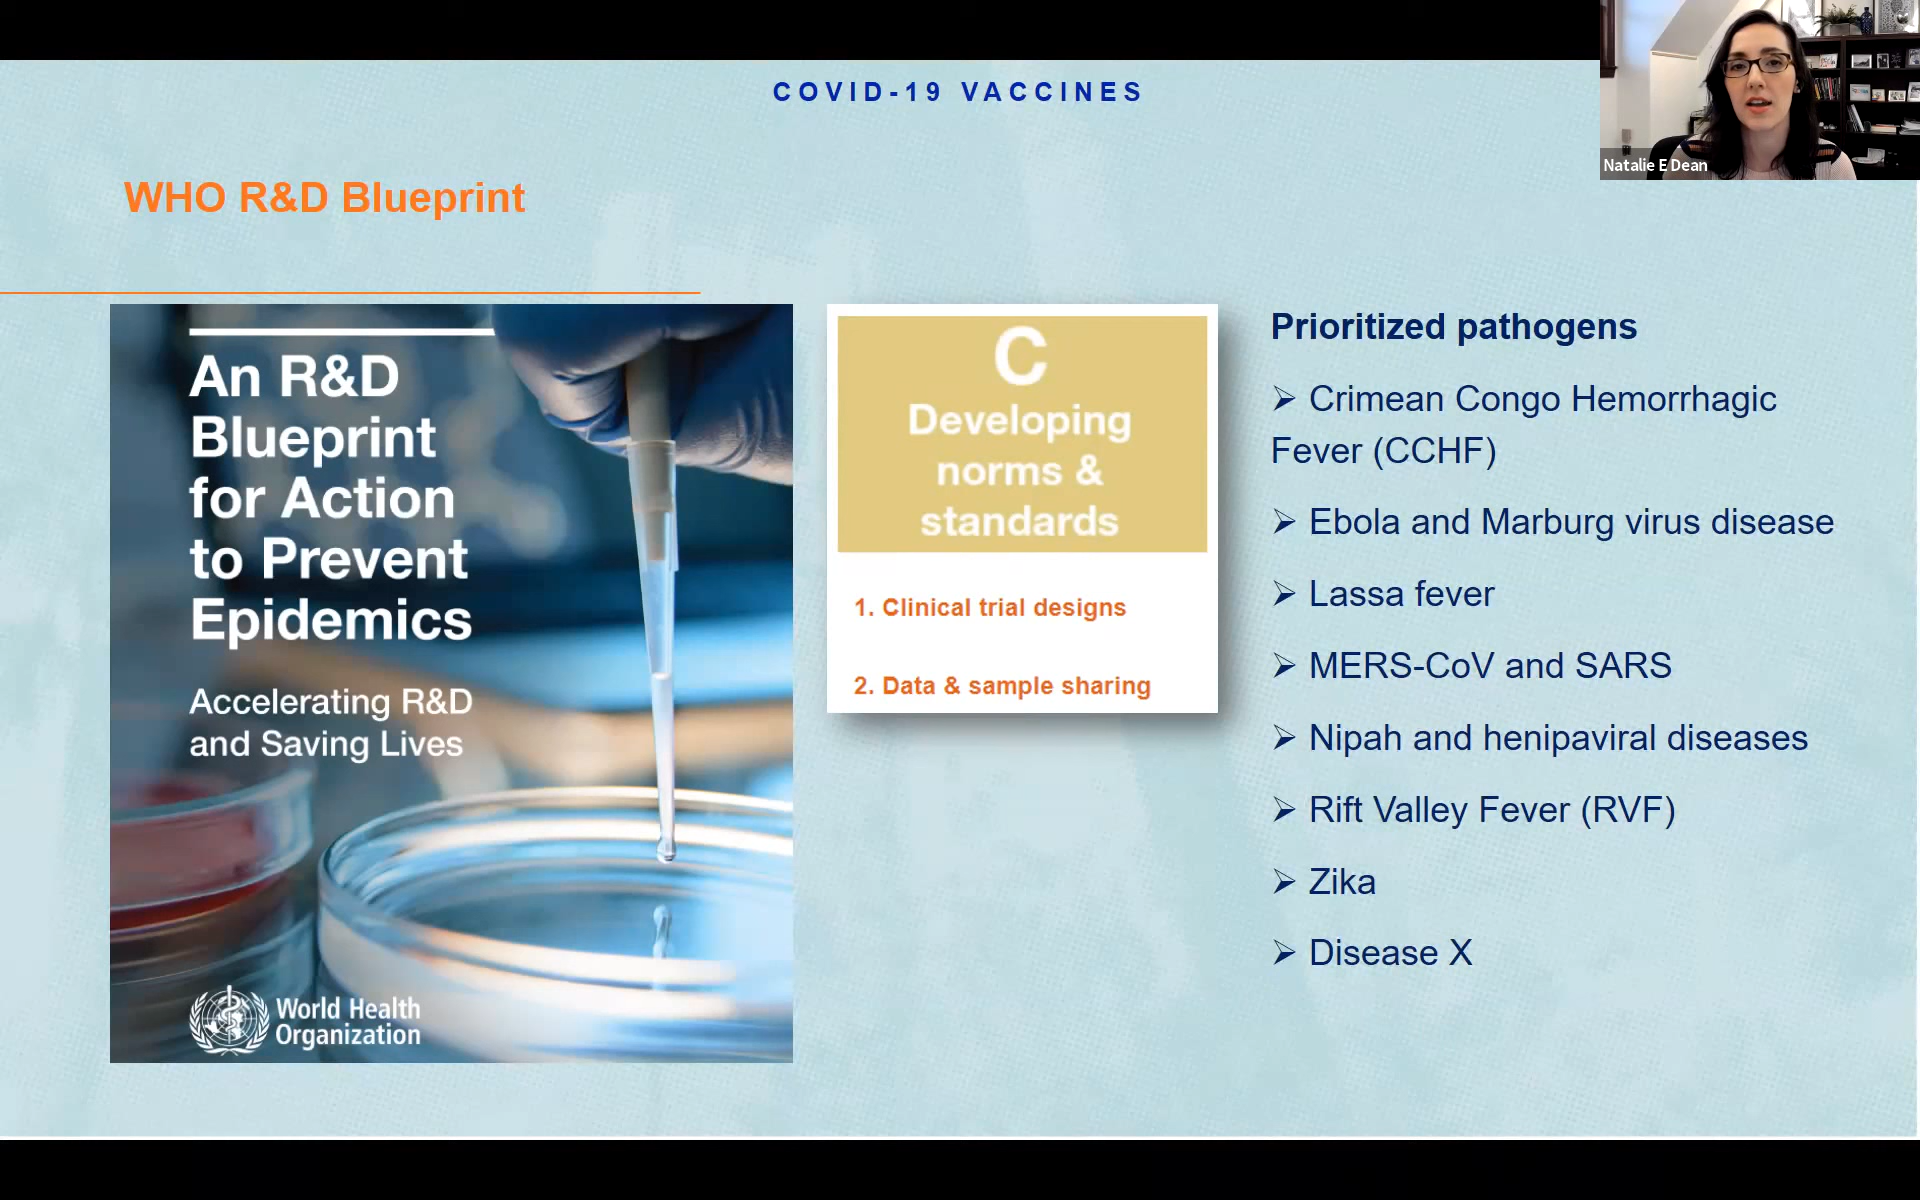 COVID-19 VACCINES
Natalie E Dean
WHO R&D Blueprint
An R&D
Blueprint
for Action
to Prevent
Epidemics
Accelerating R&D
and Saving Lives
World Health
Organization
C
Developing
norms &
standards
1. Clinical trial designs
2. Data & sample sharing
Prioritized pathogens
➢ Crimean Congo Hemorrhagic
Fever (CCHF)
➢ Ebola and Marburg virus disease
➢ Lassa fever
➢ MERS-CoV and SARS
➢ Nipah and henipaviral diseases
➢ Rift Valley Fever (RVF)
➢ Zika
➢ Disease X